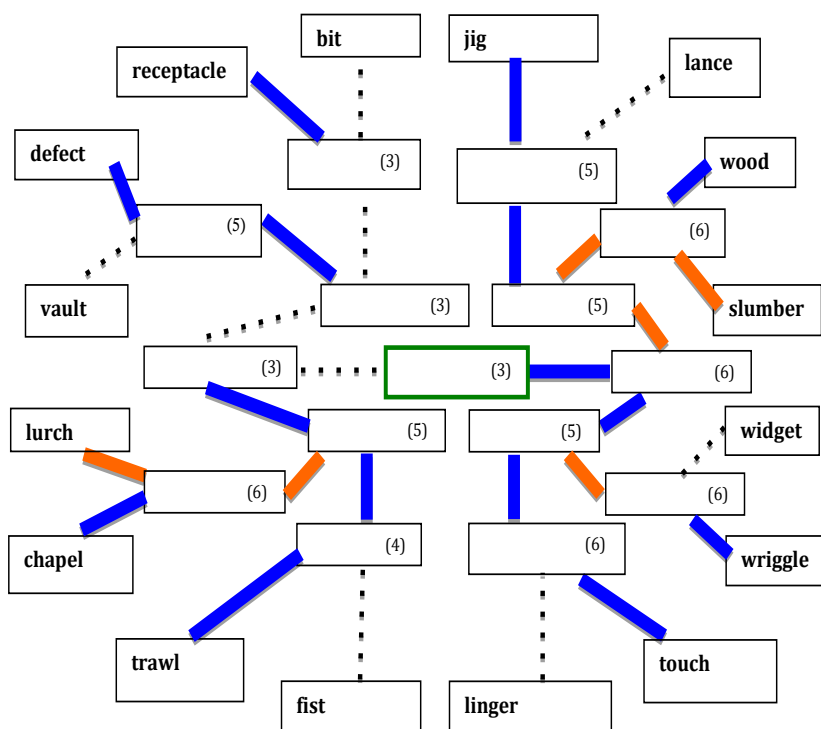 bit
jig
receptacle
lance
defect
(3)
(5)
wood
(5)
(6)
vault
(3)
(5)
slumber
(3)
(3)
(6)
lurch
(5)
(5)
widget
(6)
(6)
chapel
(4)
(6)
wriggle
trawl
touch
fist
linger